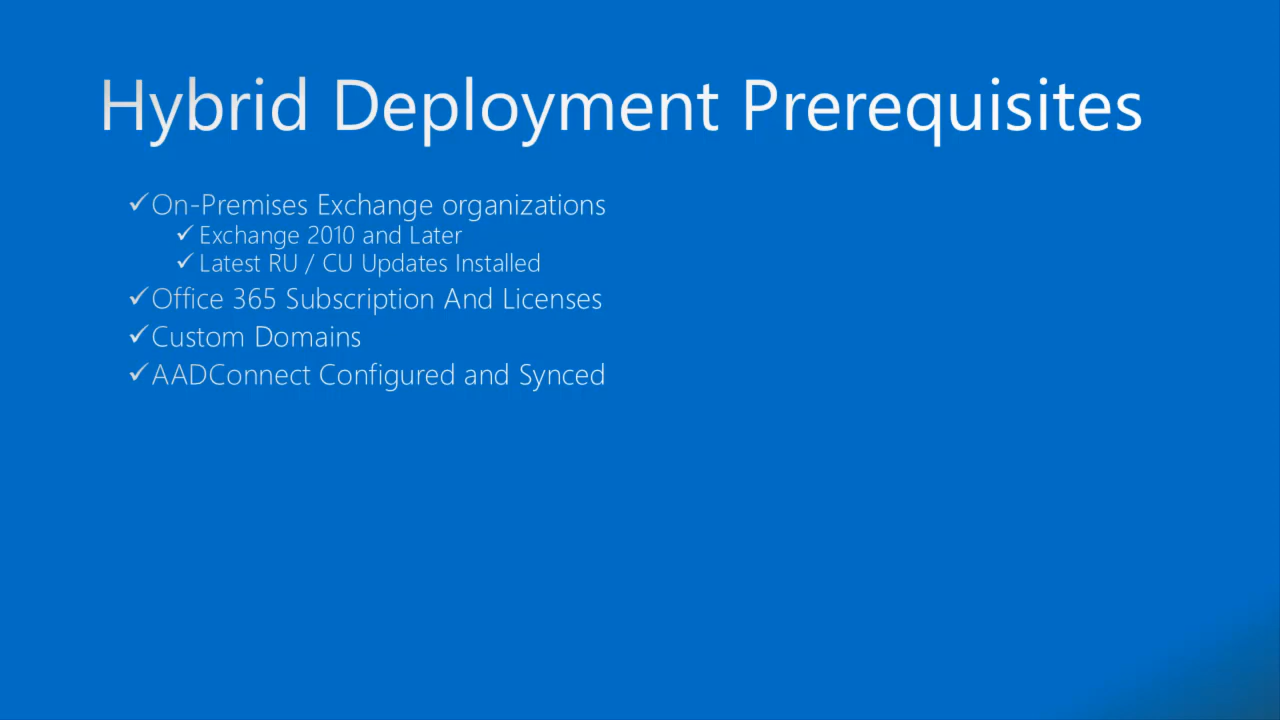 Hybrid Deployment Prerequisites
✓On-Premises Exchange organizations
✓Exchange 2010 and Later
✓Latest RU / CU Updates Installed
✓Office 365 Subscription And Licenses
✓Custom Domains
✓AADConnect Configured and Synced